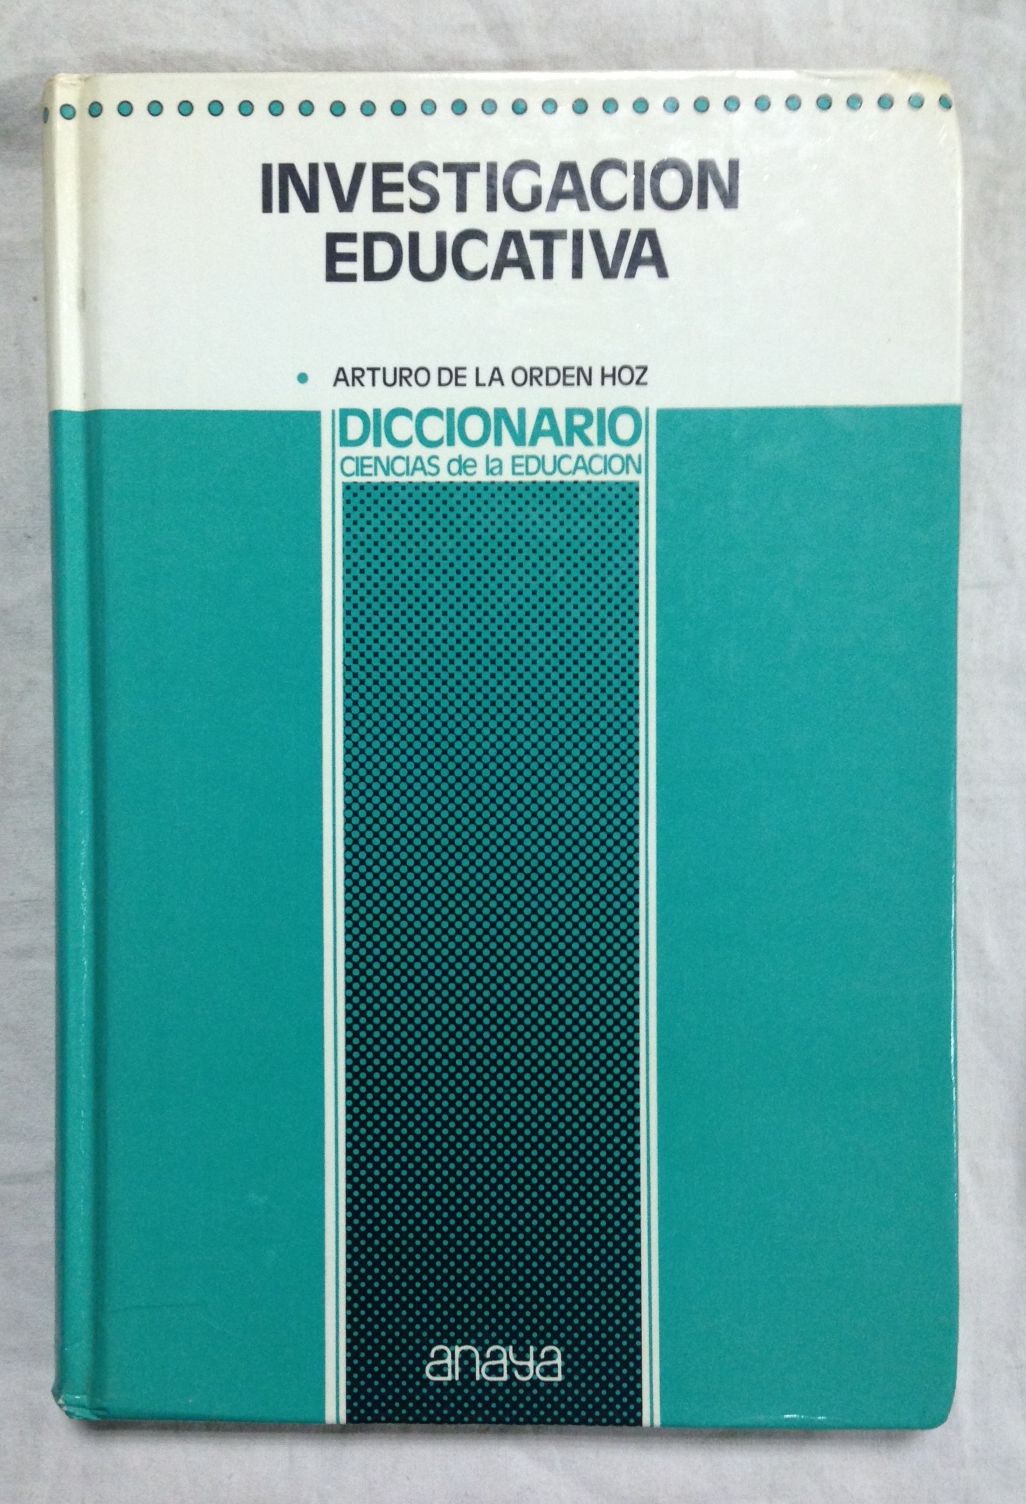 INVESTIGACION
EDUCATIVA
• ARTURO DE LA ORDEN HOZ
DICCIONARIO
CIENCIAS de la EDUCACION
anaya